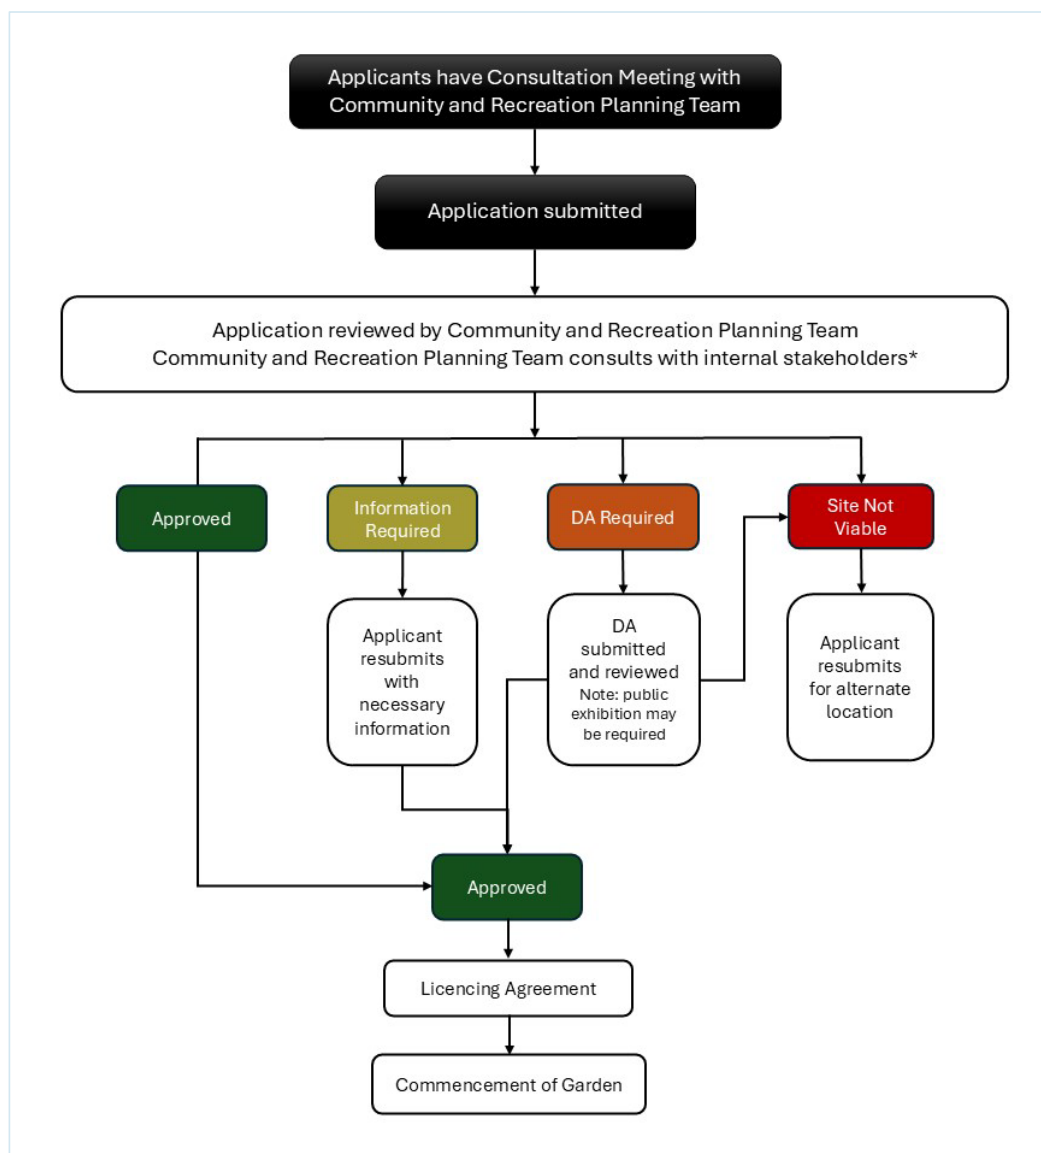 Applicants have Consultation Meeting with
Community and Recreation Planning Team
Application submitted
Application reviewed by Community and Recreation Planning Team
Community and Recreation Planning Team consults with internal stakeholders*
Approved
Information
Required
DA Required
Site Not
Viable
Applicant
resubmits
with
necessary
information
DA
submitted
and reviewed
Note: public
exhibition may
be required
Applicant
resubmits
for alternate
location
Approved
Licencing Agreement
Commencement of Garden